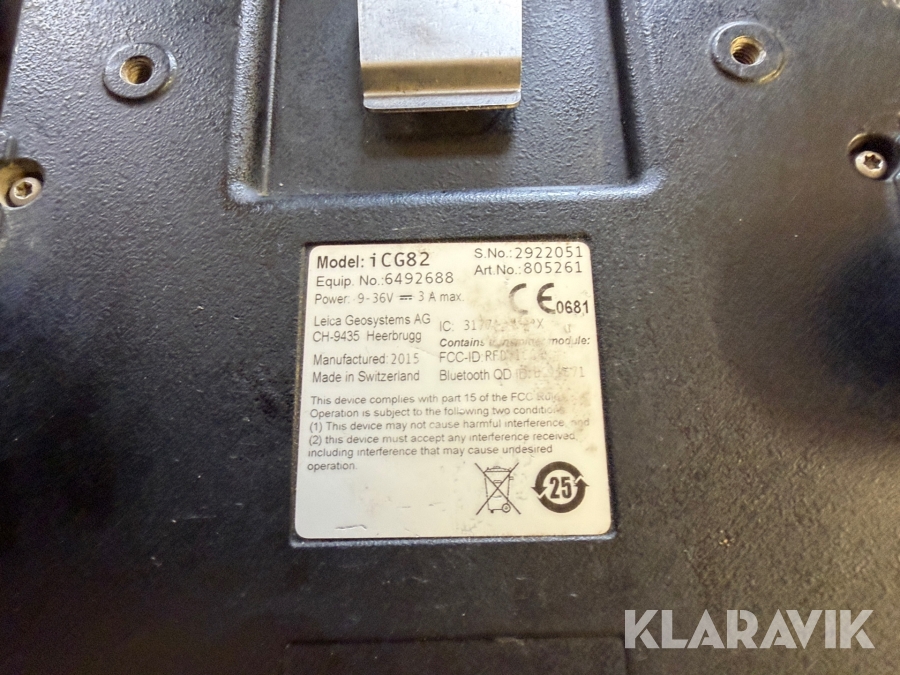 Model: iCG82
S.No.: 2922051
Equip. No.:6492688
Art.No.: 805261
Power: 9-36V ⎓ 3 A max.
CE 0681
Leica Geosystems AG
CH-9435 Heerbrugg
IC:
Contains module:
Manufactured: 2015
FCC-ID
Made in Switzerland
Bluetooth QD
This device complies with part 15 of the FCC
Operation is subject to the following two
(1) This device may not cause harmful interference, and
(2) this device must accept any interference received,
including interference that may cause undesired
operation.
25
KLARAVIK